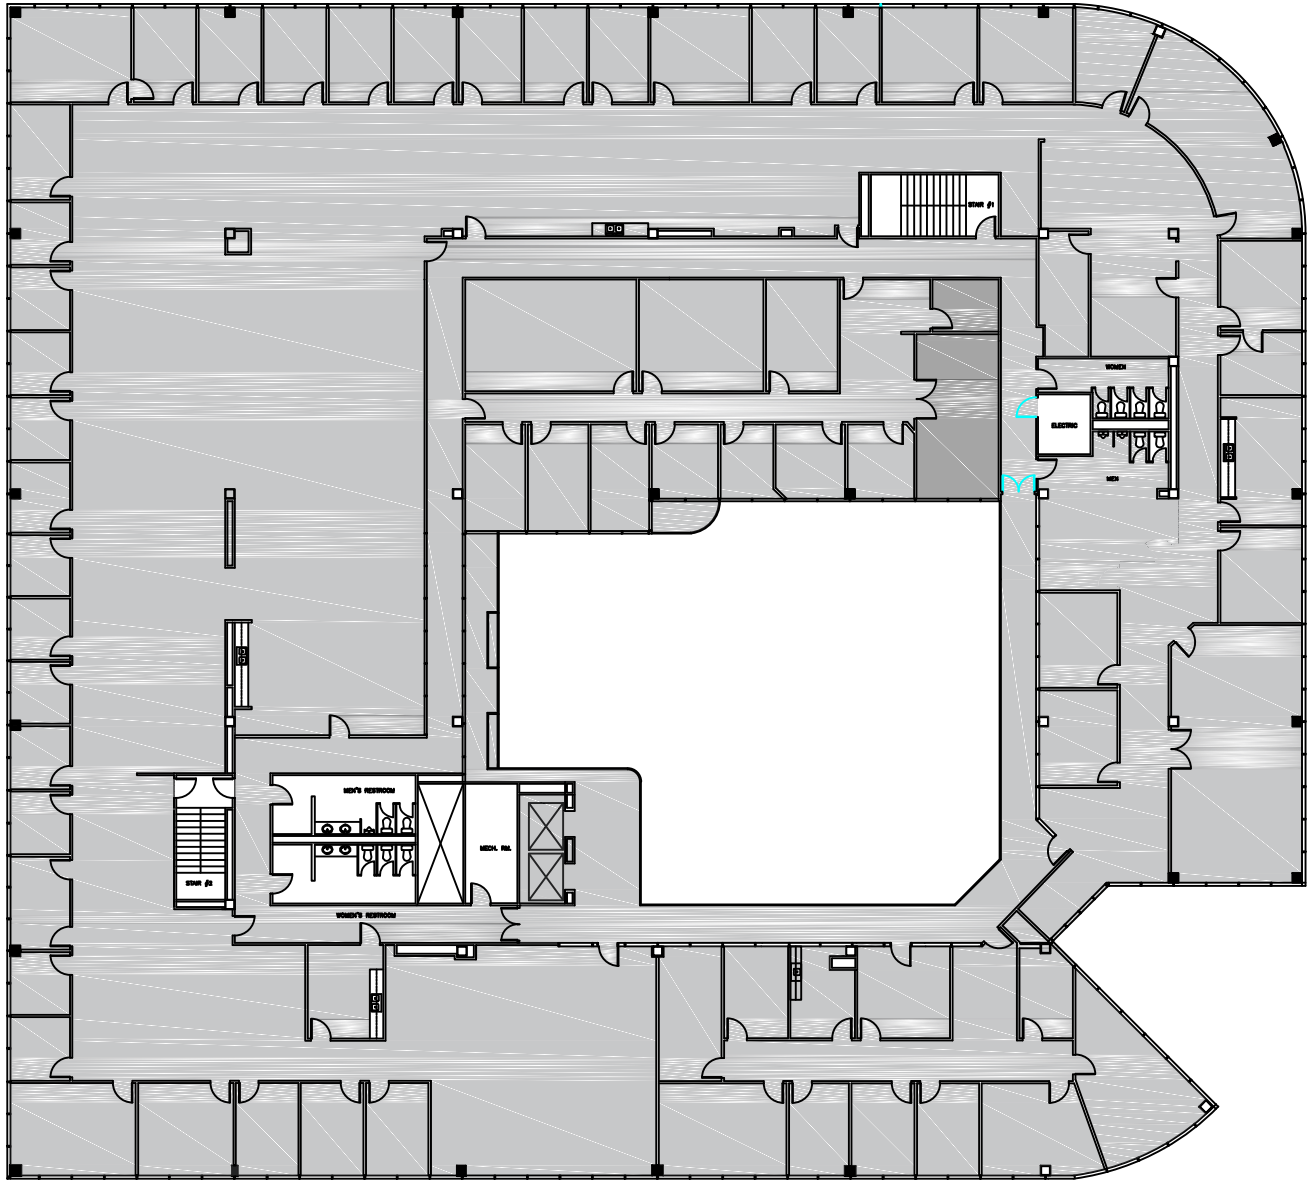 STAIR #1
WOMEN
ELECTRIC
MEN
MEN'S RESTROOM
MECH. RM.
STAIR #2
WOMEN'S RESTROOM